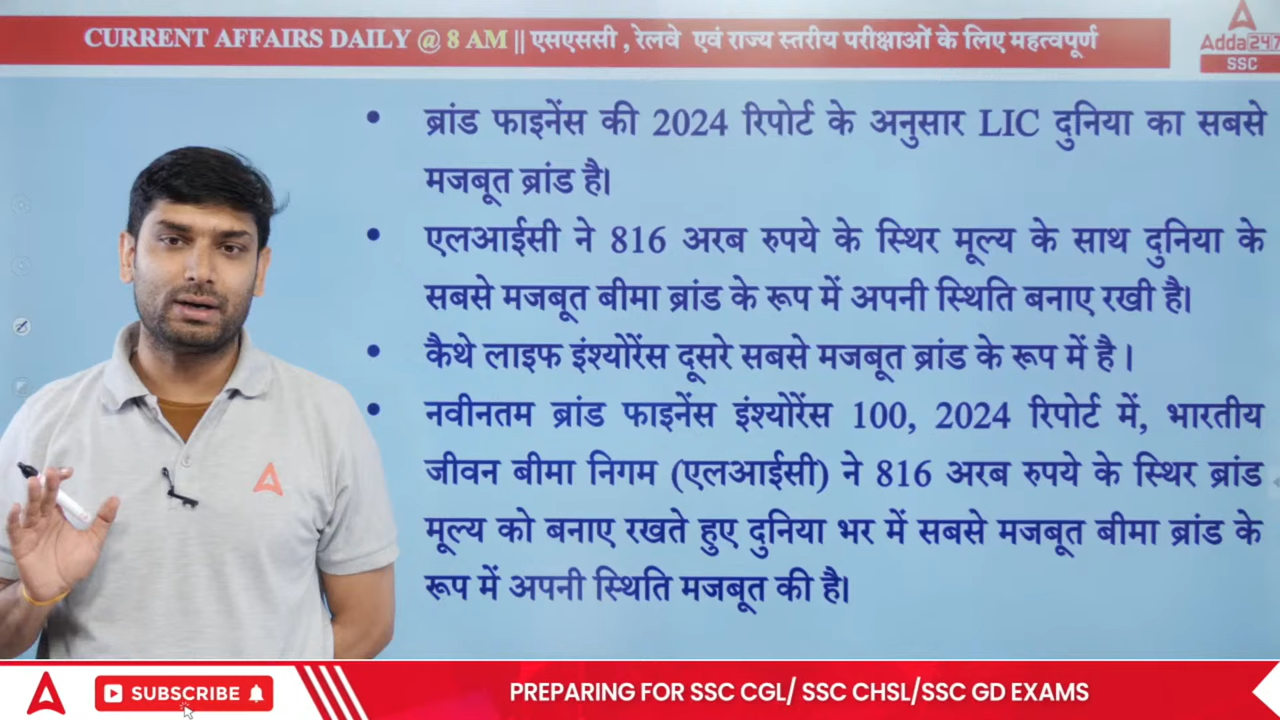 CURRENT AFFAIRS DAILY @ 8 AM || एसएससी , रेलवे एवं राज्य स्तरीय परीक्षाओं के लिए महत्वपूर्ण
Adda247
SSC
• ब्रांड फाइनेंस की 2024 रिपोर्ट के अनुसार LIC दुनिया का सबसे
मजबूत ब्रांड है।
• एलआईसी ने 816 अरब रुपये के स्थिर मूल्य के साथ दुनिया के
सबसे मजबूत बीमा ब्रांड के रूप में अपनी स्थिति बनाए रखी है।
• कैथे लाइफ इंश्योरेंस दूसरे सबसे मजबूत ब्रांड के रूप में है ।
• नवीनतम ब्रांड फाइनेंस इंश्योरेंस 100, 2024 रिपोर्ट में, भारतीय
जीवन बीमा निगम (एलआईसी) ने 816 अरब रुपये के स्थिर ब्रांड
मूल्य को बनाए रखते हुए दुनिया भर में सबसे मजबूत बीमा ब्रांड के
रूप में अपनी स्थिति मजबूत की है।
SUBSCRIBE
PREPARING FOR SSC CGL/ SSC CHSL/SSC GD EXAMS